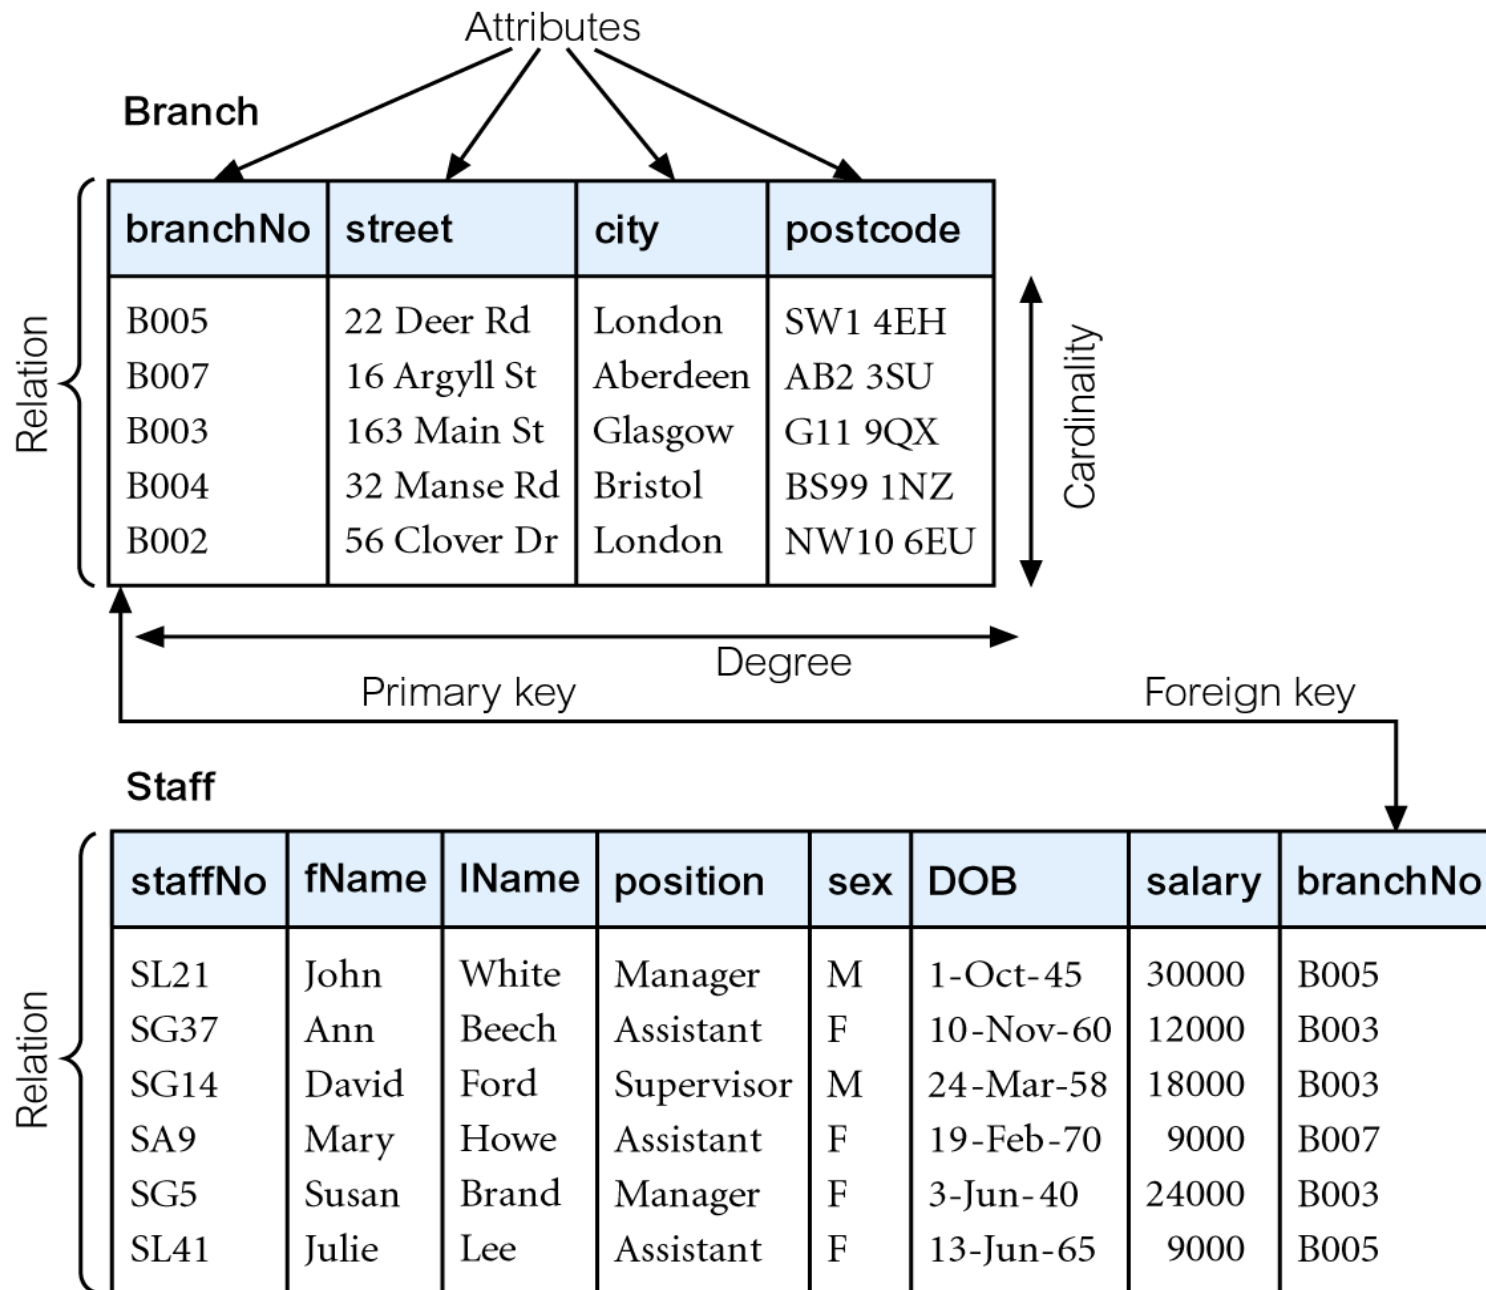 Attributes
Branch
branchNo street city postcode
B005 22 Deer Rd London SW1 4EH
B007 16 Argyll St Aberdeen AB2 3SU
B003 163 Main St Glasgow G11 9QX
B004 32 Manse Rd Bristol BS99 1NZ
B002 56 Clover Dr London NW10 6EU
Relation
Cardinality
Degree
Primary key
Foreign key
Staff
staffNo fName lName position sex DOB salary branchNo
SL21 John White Manager M 1-Oct-45 30000 B005
SG37 Ann Beech Assistant F 10-Nov-60 12000 B003
SG14 David Ford Supervisor M 24-Mar-58 18000 B003
SA9 Mary Howe Assistant F 19-Feb-70 9000 B007
SG5 Susan Brand Manager F 3-Jun-40 24000 B003
SL41 Julie Lee Assistant F 13-Jun-65 9000 B005
Relation